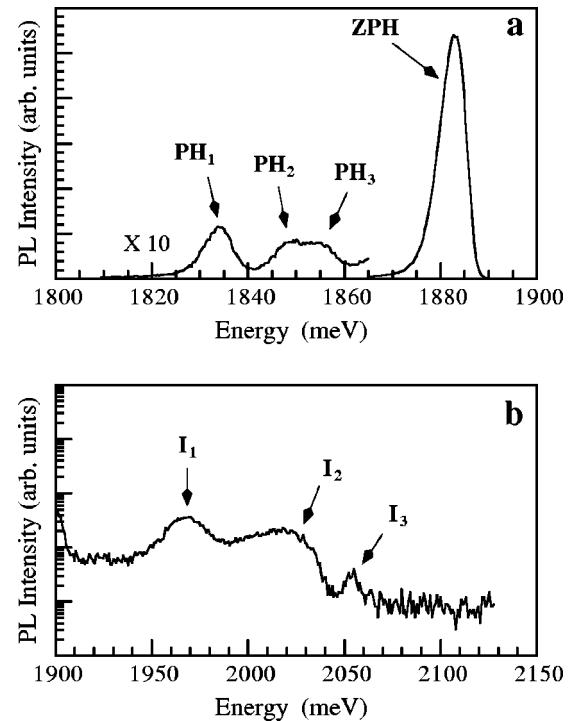 a
ZPH
PH₁
PH₂
PH₃
X 10
PL Intensity (arb. units)
1800 1820 1840 1860 1880 1900
Energy (meV)
b
I₁
I₂
I₃
PL Intensity (arb. units)
1900 1950 2000 2050 2100 2150
Energy (meV)